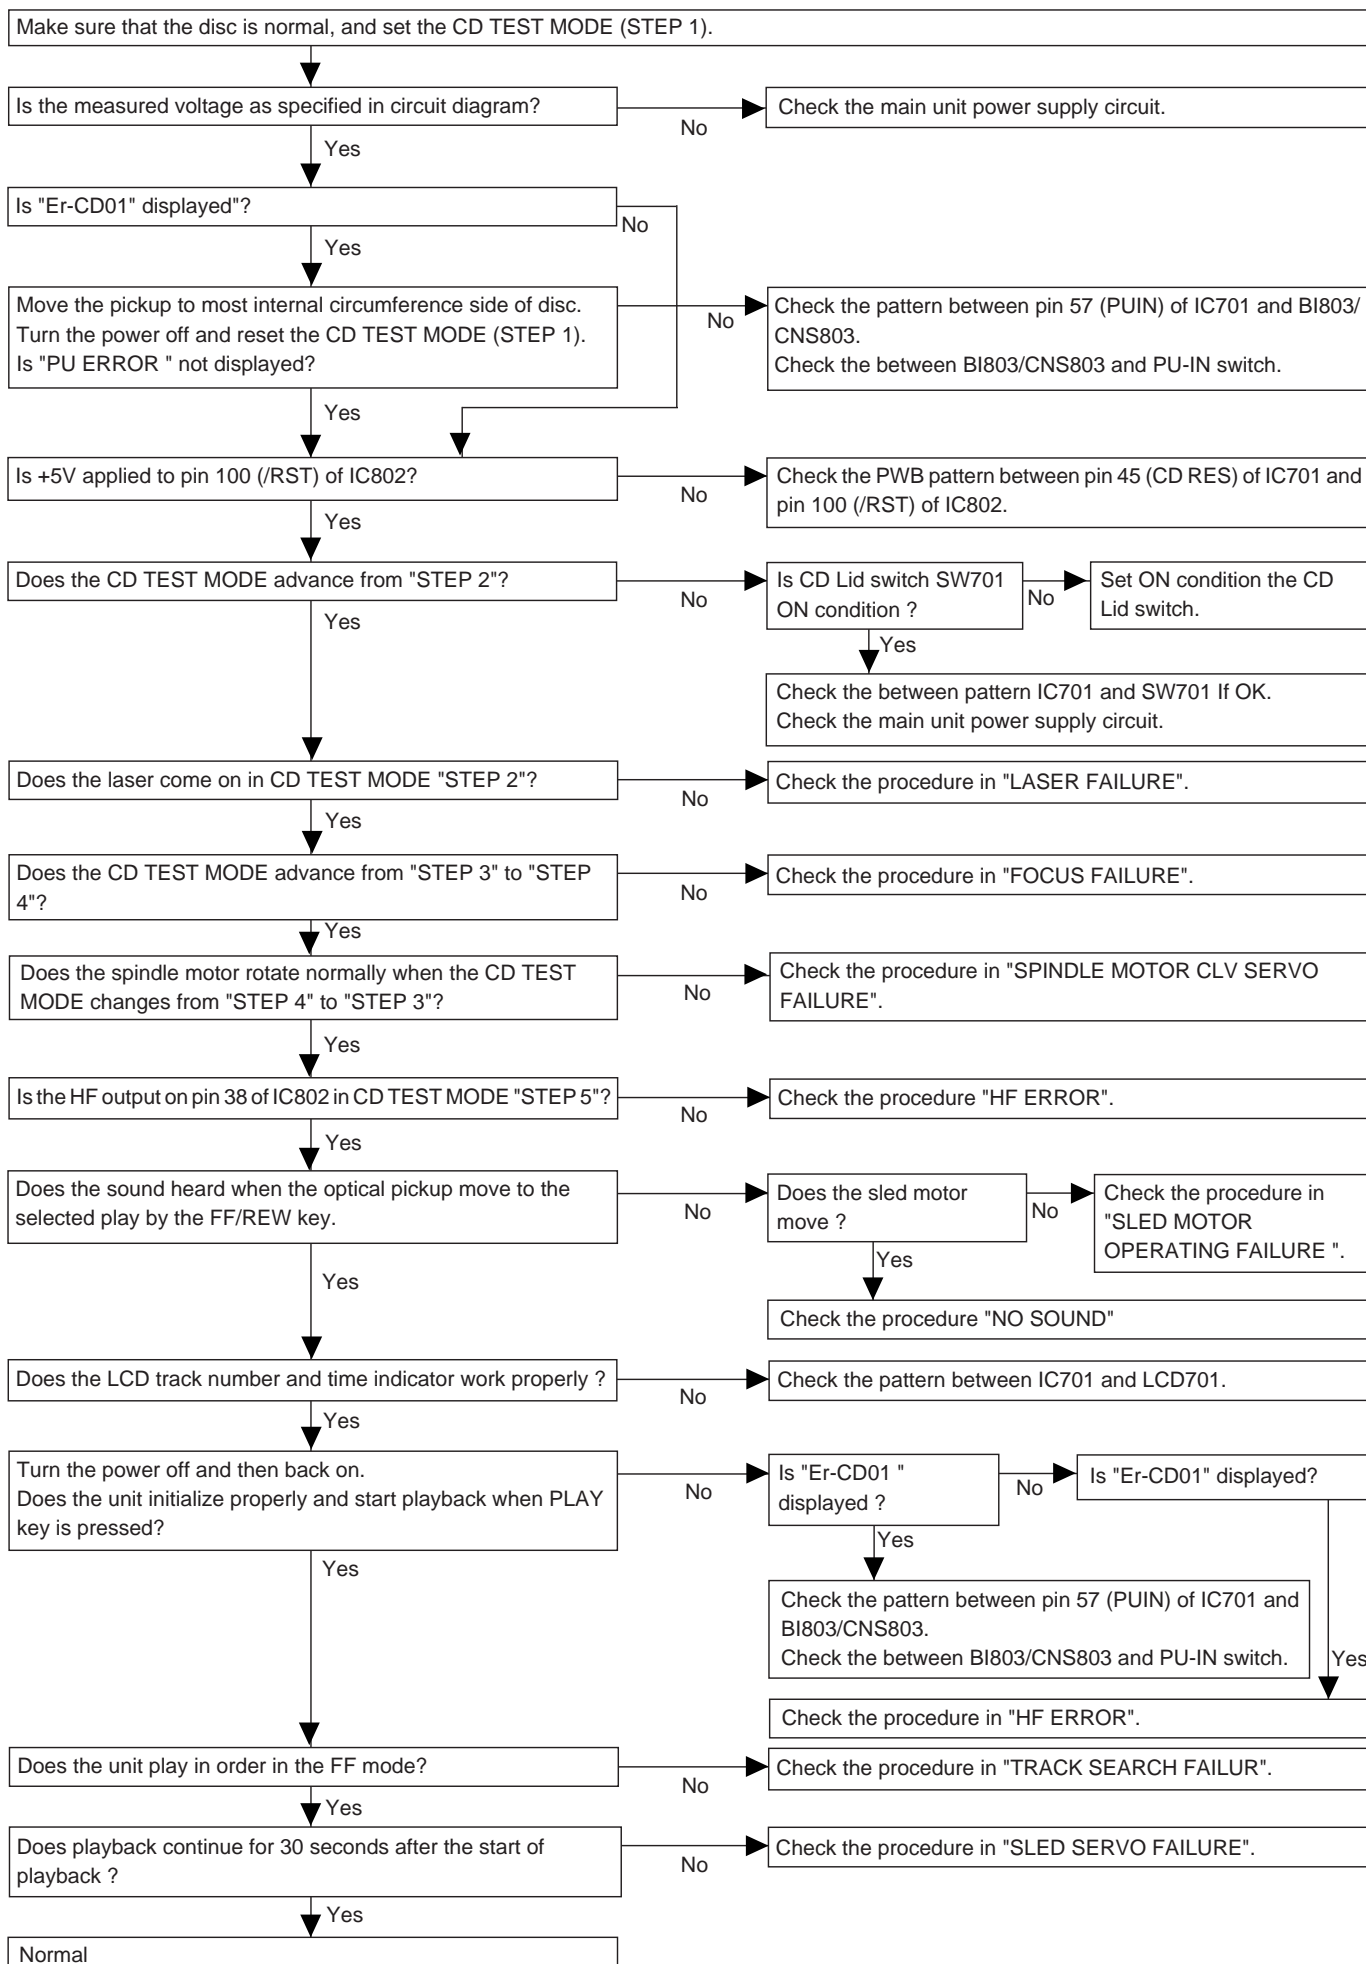 Make sure that the disc is normal, and set the CD TEST MODE (STEP 1).
Is the measured voltage as specified in circuit diagram?
No
Check the main unit power supply circuit.
Yes
Is "Er-CD01" displayed"?
No
Yes
Move the pickup to most internal circumference side of disc.
Turn the power off and reset the CD TEST MODE (STEP 1).
Is "PU ERROR " not displayed?
No
Check the pattern between pin 57 (PUIN) of IC701 and BI803/
CNS803.
Check the between BI803/CNS803 and PU-IN switch.
Yes
Is +5V applied to pin 100 (/RST) of IC802?
No
Check the PWB pattern between pin 45 (CD RES) of IC701 and
pin 100 (/RST) of IC802.
Yes
Does the CD TEST MODE advance from "STEP 2"?
No
Is CD Lid switch SW701
ON condition ?
No
Set ON condition the CD
Lid switch.
Yes
Yes
Check the between pattern IC701 and SW701 If OK.
Check the main unit power supply circuit.
Does the laser come on in CD TEST MODE "STEP 2"?
No
Check the procedure in "LASER FAILURE".
Yes
Does the CD TEST MODE advance from "STEP 3" to "STEP
4"?
No
Check the procedure in "FOCUS FAILURE".
Yes
Does the spindle motor rotate normally when the CD TEST
MODE changes from "STEP 4" to "STEP 3"?
No
Check the procedure in "SPINDLE MOTOR CLV SERVO
FAILURE".
Yes
Is the HF output on pin 38 of IC802 in CD TEST MODE "STEP 5"?
No
Check the procedure "HF ERROR".
Yes
Does the sound heard when the optical pickup move to the
selected play by the FF/REW key.
No
Does the sled motor
move ?
No
Check the procedure in
"SLED MOTOR
OPERATING FAILURE ".
Yes
Yes
Check the procedure "NO SOUND"
Does the LCD track number and time indicator work properly ?
No
Check the pattern between IC701 and LCD701.
Yes
Turn the power off and then back on.
Does the unit initialize properly and start playback when PLAY
key is pressed?
No
Is "Er-CD01 "
displayed ?
No
Is "Er-CD01" displayed?
Yes
Yes
Check the pattern between pin 57 (PUIN) of IC701 and
BI803/CNS803.
Check the between BI803/CNS803 and PU-IN switch.
Yes
Check the procedure in "HF ERROR".
Does the unit play in order in the FF mode?
No
Check the procedure in "TRACK SEARCH FAILUR".
Yes
Does playback continue for 30 seconds after the start of
playback ?
No
Check the procedure in "SLED SERVO FAILURE".
Yes
Normal